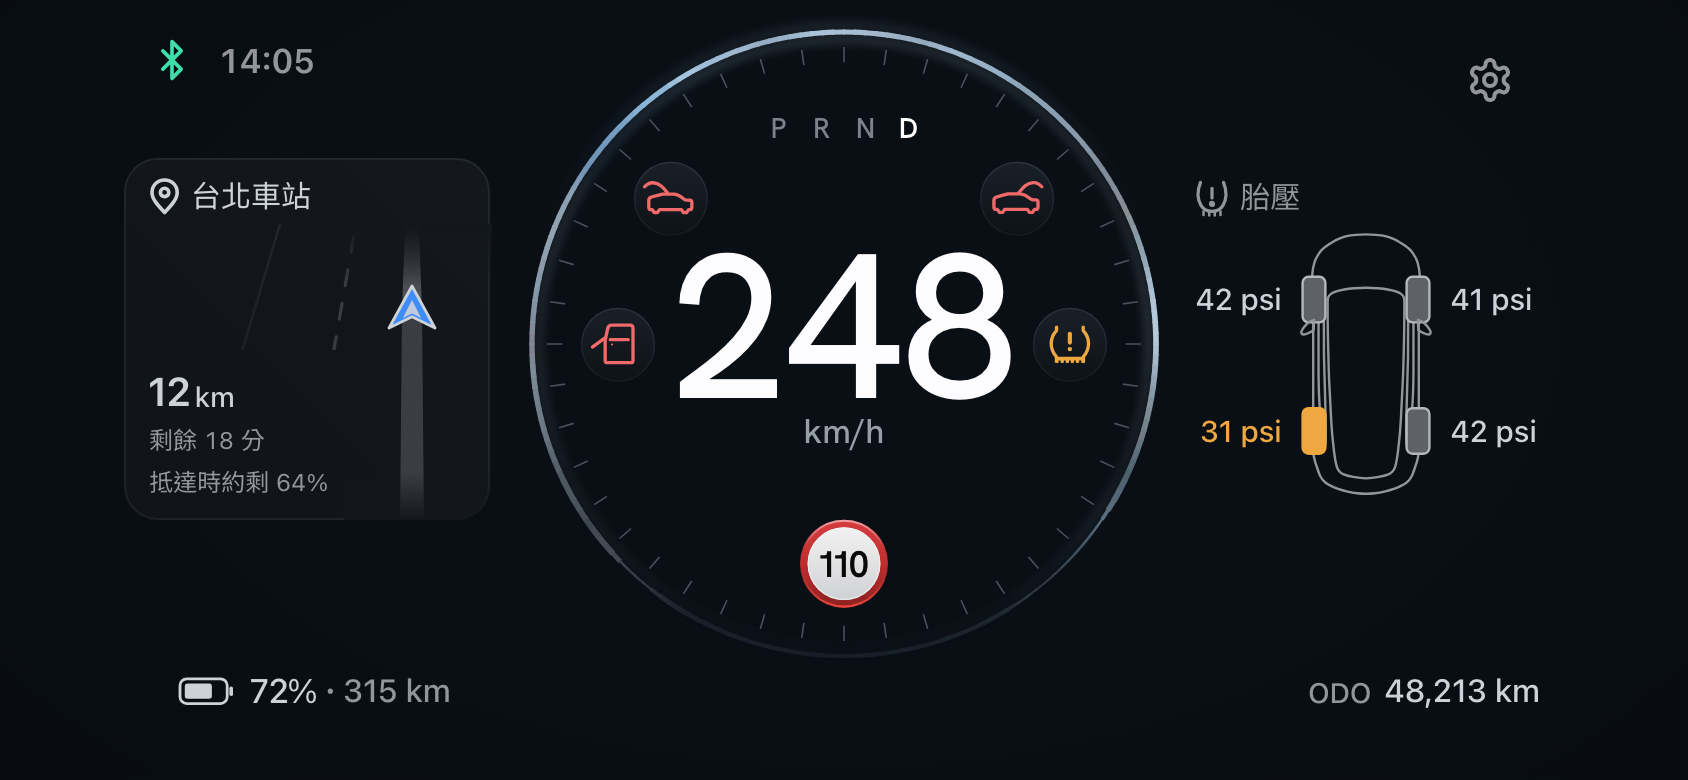 14:05
台北車站
12 km
剩餘 18 分
抵達時約剩 64%
72% · 315 km
P R N D
248
km/h
110
胎壓
42 psi
41 psi
31 psi
42 psi
ODO 48,213 km